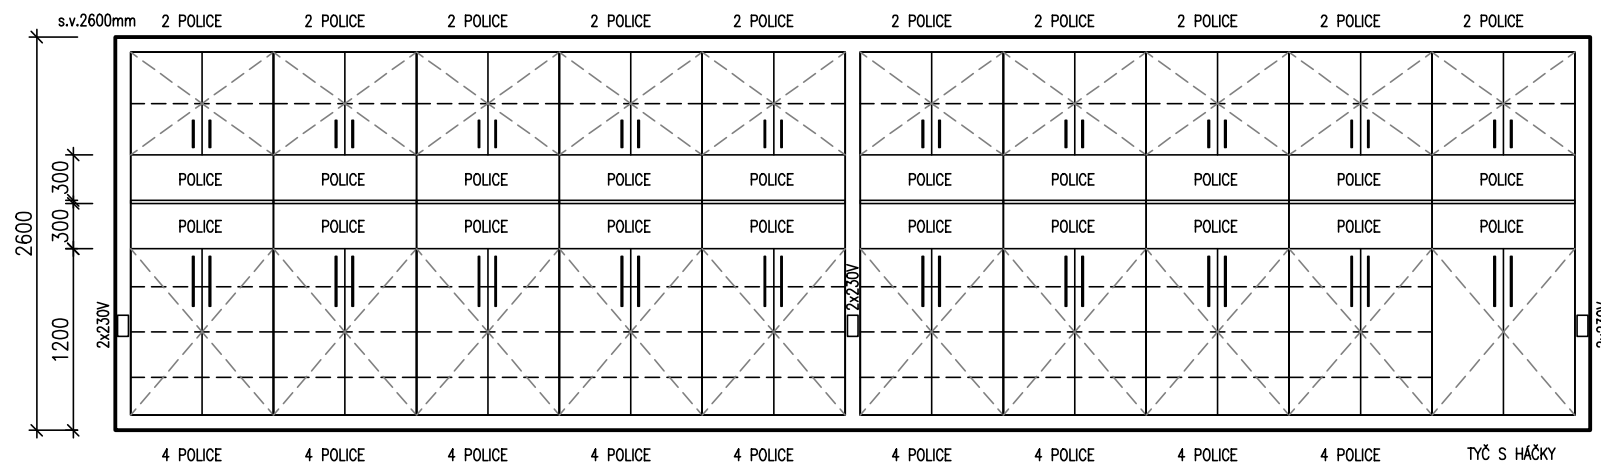 s.v.2600mm 2 POLICE 2 POLICE 2 POLICE 2 POLICE 2 POLICE 2 POLICE 2 POLICE 2 POLICE 2 POLICE 2 POLICE
300 POLICE POLICE POLICE POLICE POLICE POLICE POLICE POLICE POLICE POLICE
300 POLICE POLICE POLICE POLICE POLICE POLICE POLICE POLICE POLICE POLICE
2600
1200
2x230V
2x230V
4 POLICE 4 POLICE 4 POLICE 4 POLICE 4 POLICE 4 POLICE 4 POLICE 4 POLICE 4 POLICE TYČ S HÁČKY